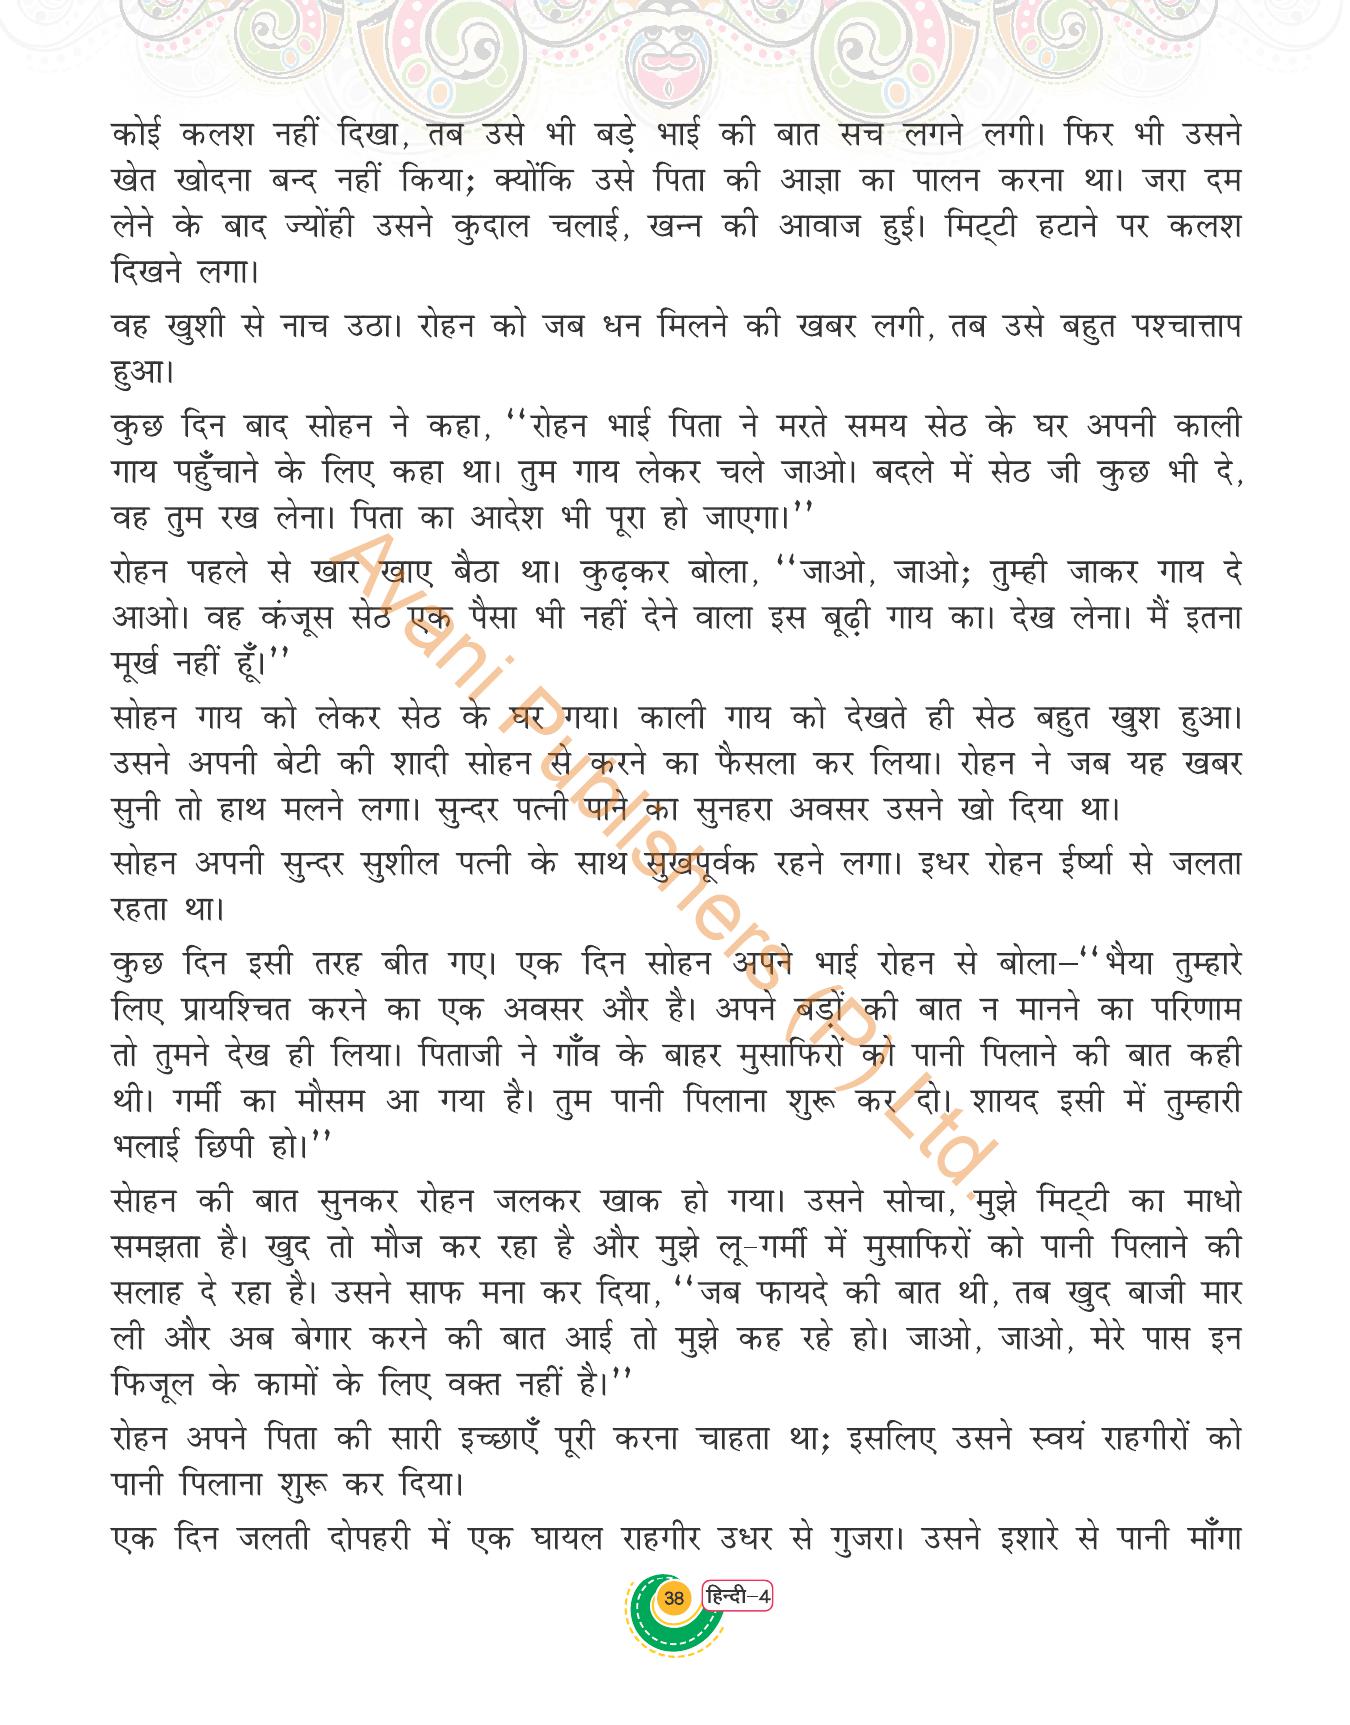 कोई कलश नहीं दिखा, तब उसे भी बड़े भाई की बात सच लगने लगी। फिर भी उसने
खेत खोदना बन्द नहीं किया; क्योंकि उसे पिता की आज्ञा का पालन करना था। जरा दम
लेने के बाद ज्योंही उसने कुदाल चलाई, खन्न की आवाज हुई। मिट्टी हटाने पर कलश
दिखने लगा।
वह खुशी से नाच उठा। रोहन को जब धन मिलने की खबर लगी, तब उसे बहुत पश्चात्ताप
हुआ।
कुछ दिन बाद सोहन ने कहा, ‘‘रोहन भाई पिता ने मरते समय सेठ के घर अपनी काली
गाय पहुँचाने के लिए कहा था। तुम गाय लेकर चले जाओ। बदले में सेठ जी कुछ भी दे,
वह तुम रख लेना। पिता का आदेश भी पूरा हो जाएगा।’’
रोहन पहले से खार खाए बैठा था। कुढ़कर बोला, ‘‘जाओ, जाओ; तुम्ही जाकर गाय दे
आओ। वह कंजूस सेठ एक पैसा भी नहीं देने वाला इस बूढ़ी गाय का। देख लेना। मैं इतना
मूर्ख नहीं हूँ।’’
सोहन गाय को लेकर सेठ के घर गया। काली गाय को देखते ही सेठ बहुत खुश हुआ।
उसने अपनी बेटी की शादी सोहन से करने का फैसला कर लिया। रोहन ने जब यह खबर
सुनी तो हाथ मलने लगा। सुन्दर पत्नी पाने का सुनहरा अवसर उसने खो दिया था।
सोहन अपनी सुन्दर सुशील पत्नी के साथ सुखपूर्वक रहने लगा। इधर रोहन ईर्ष्या से जलता
रहता था।
कुछ दिन इसी तरह बीत गए। एक दिन सोहन अपने भाई रोहन से बोला–‘‘भैया तुम्हारे
लिए प्रायश्चित करने का एक अवसर और है। अपने बड़ों की बात न मानने का परिणाम
तो तुमने देख ही लिया। पिताजी ने गाँव के बाहर मुसाफिरों को पानी पिलाने की बात कही
थी। गर्मी का मौसम आ गया है। तुम पानी पिलाना शुरू कर दो। शायद इसी में तुम्हारी
भलाई छिपी हो।’’
सेाहन की बात सुनकर रोहन जलकर खाक हो गया। उसने सोचा, मुझे मिट्टी का माधो
समझता है। खुद तो मौज कर रहा है और मुझे लू-गर्मी में मुसाफिरों को पानी पिलाने की
सलाह दे रहा है। उसने साफ मना कर दिया, ‘‘जब फायदे की बात थी, तब खुद बाजी मार
ली और अब बेगार करने की बात आई तो मुझे कह रहे हो। जाओ, जाओ, मेरे पास इन
फिजूल के कामों के लिए वक्त नहीं है।’’
रोहन अपने पिता की सारी इच्छाएँ पूरी करना चाहता था; इसलिए उसने स्वयं राहगीरों को
पानी पिलाना शुरू कर दिया।
एक दिन जलती दोपहरी में एक घायल राहगीर उधर से गुजरा। उसने इशारे से पानी माँगा
Avani Publishers (P) Ltd.
38 हिन्दी–4